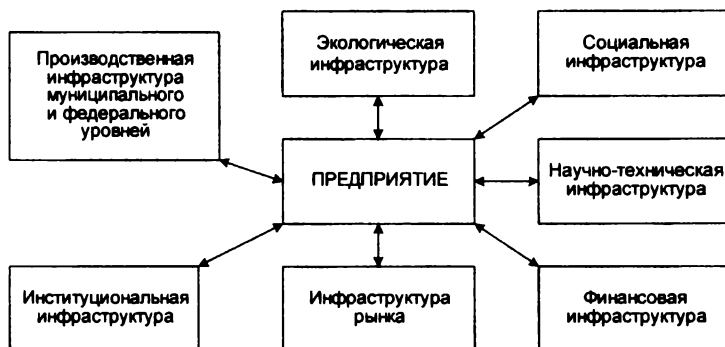 Производственная
инфраструктура
муниципального
и федерального
уровней
Экологическая
инфраструктура
Социальная
инфраструктура
ПРЕДПРИЯТИЕ
Научно-техническая
инфраструктура
Институциональная
инфраструктура
Инфраструктура
рынка
Финансовая
инфраструктура